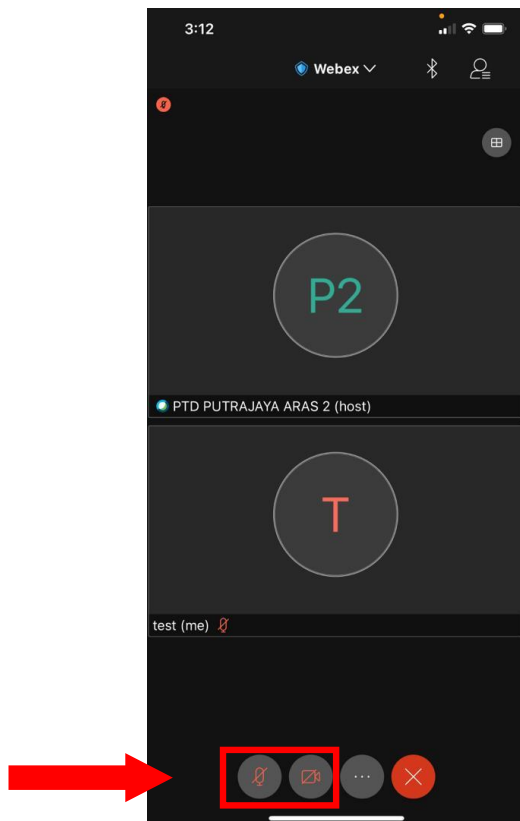 3:12
Webex
P2
PTD PUTRAJAYA ARAS 2 (host)
T
test (me)